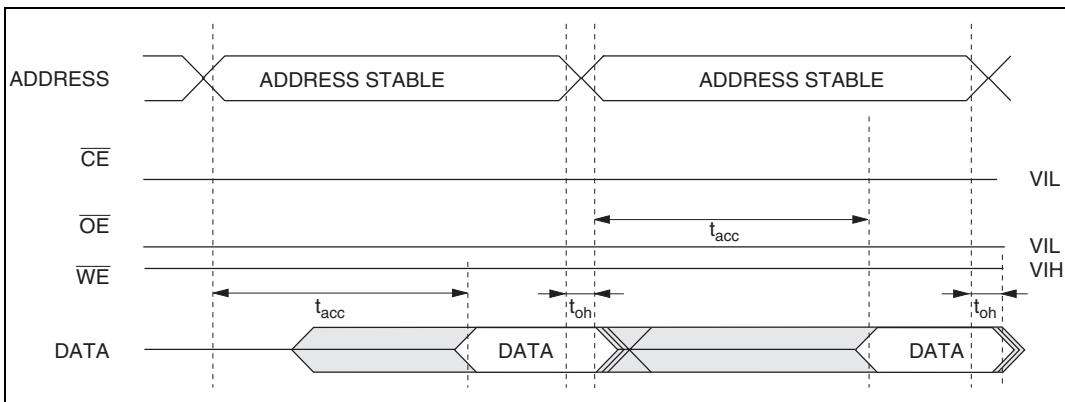 ADDRESS ADDRESS STABLE ADDRESS STABLE
CE VIL
OE tacc VIL
WE VIH
tacc toh toh
DATA DATA DATA